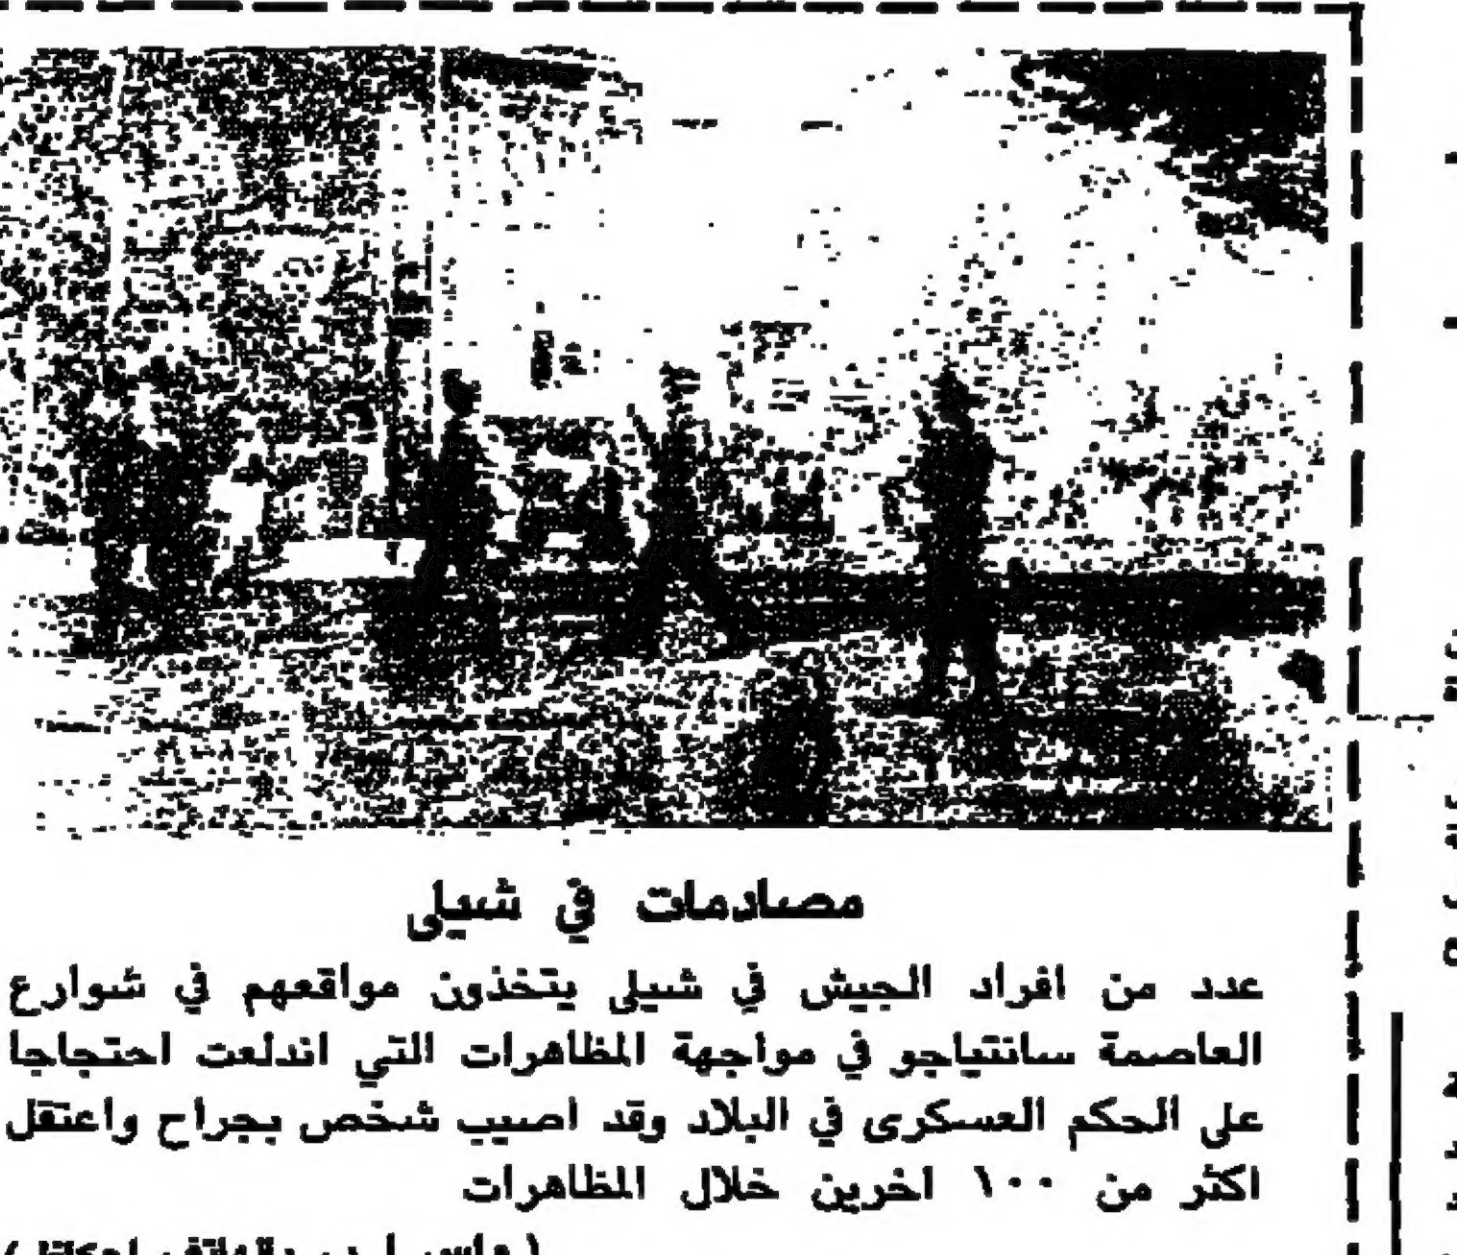 مصادمات في شيلى
عدد من افراد الجيش في شيلى يتخذون مواقعهم في شوارع
العاصمة سانتياجو في مواجهة المظاهرات التي اندلعت احتجاجا
على الحكم العسكرى في البلاد وقد اصيب شخص بجراح واعتقل
اكثر من ١٠٠ اخرين خلال المظاهرات